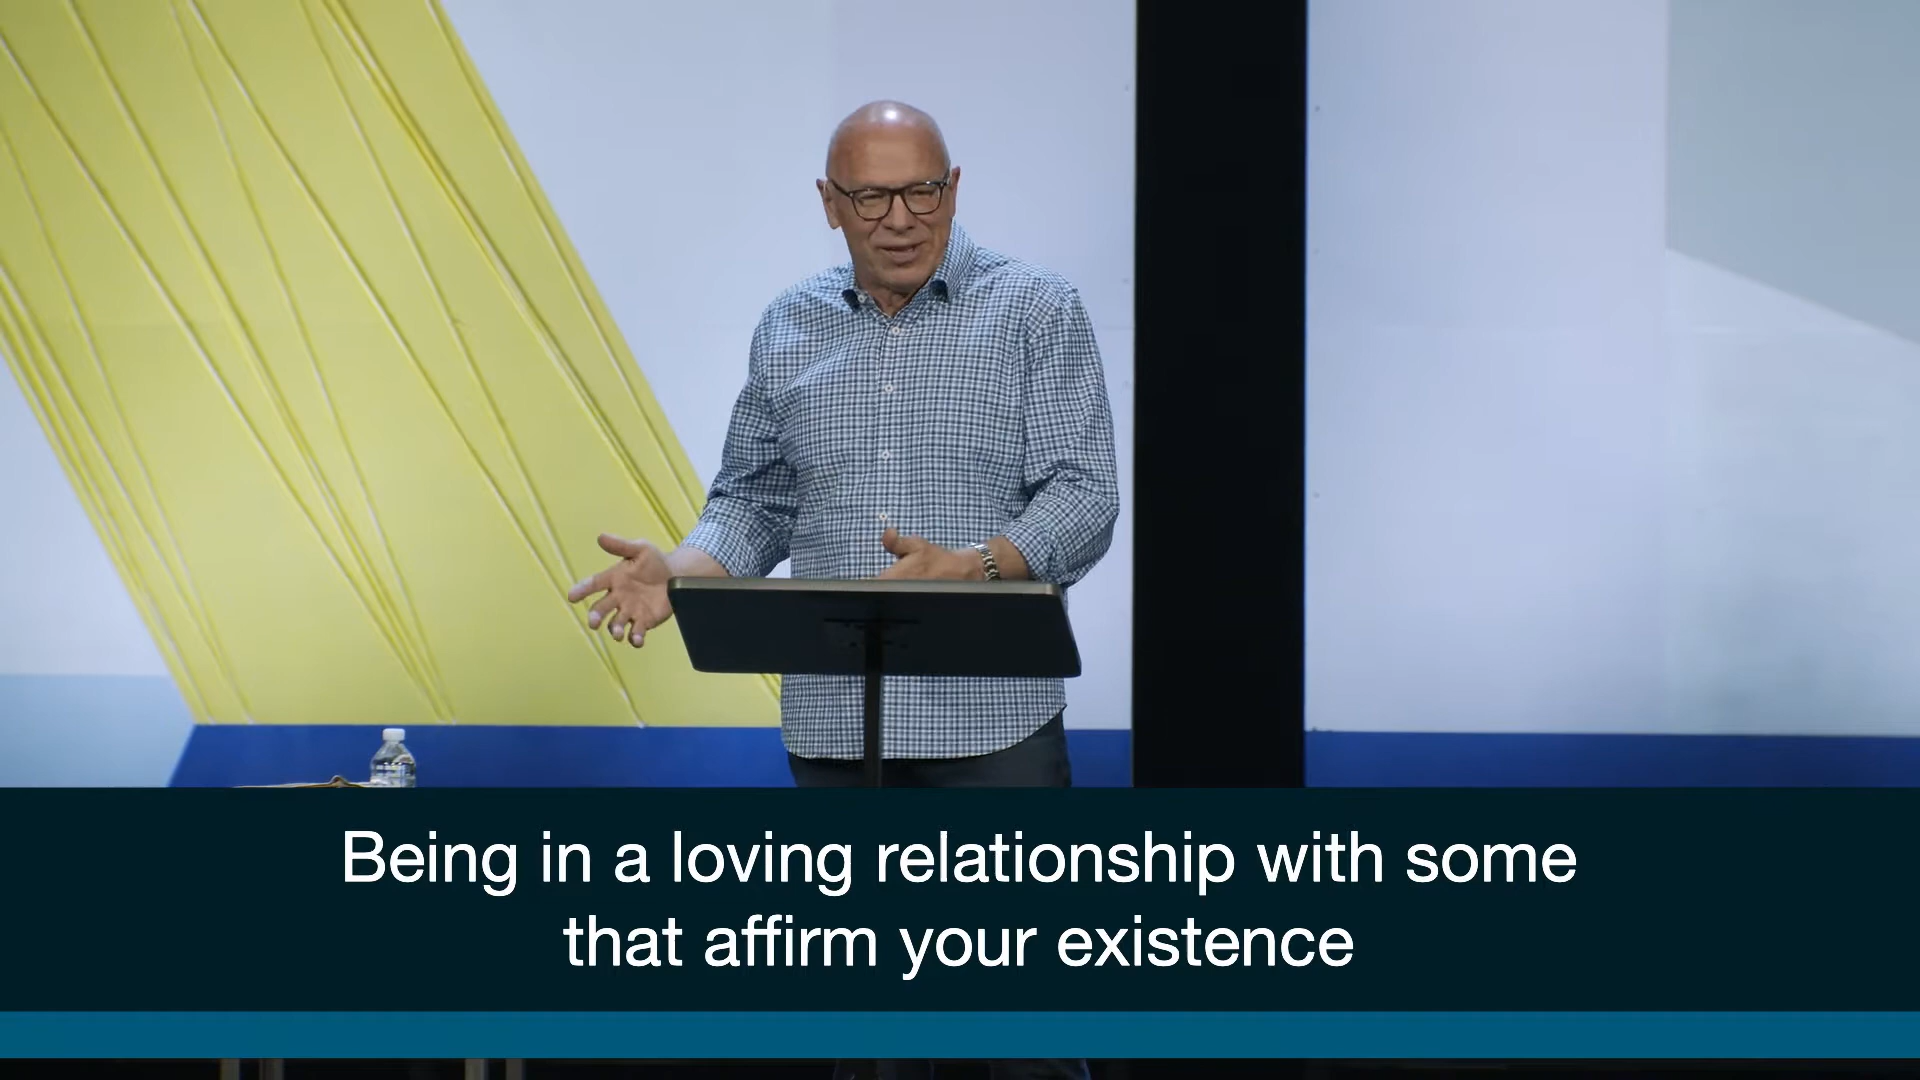 Being in a loving relationship with some
that affirm your existence